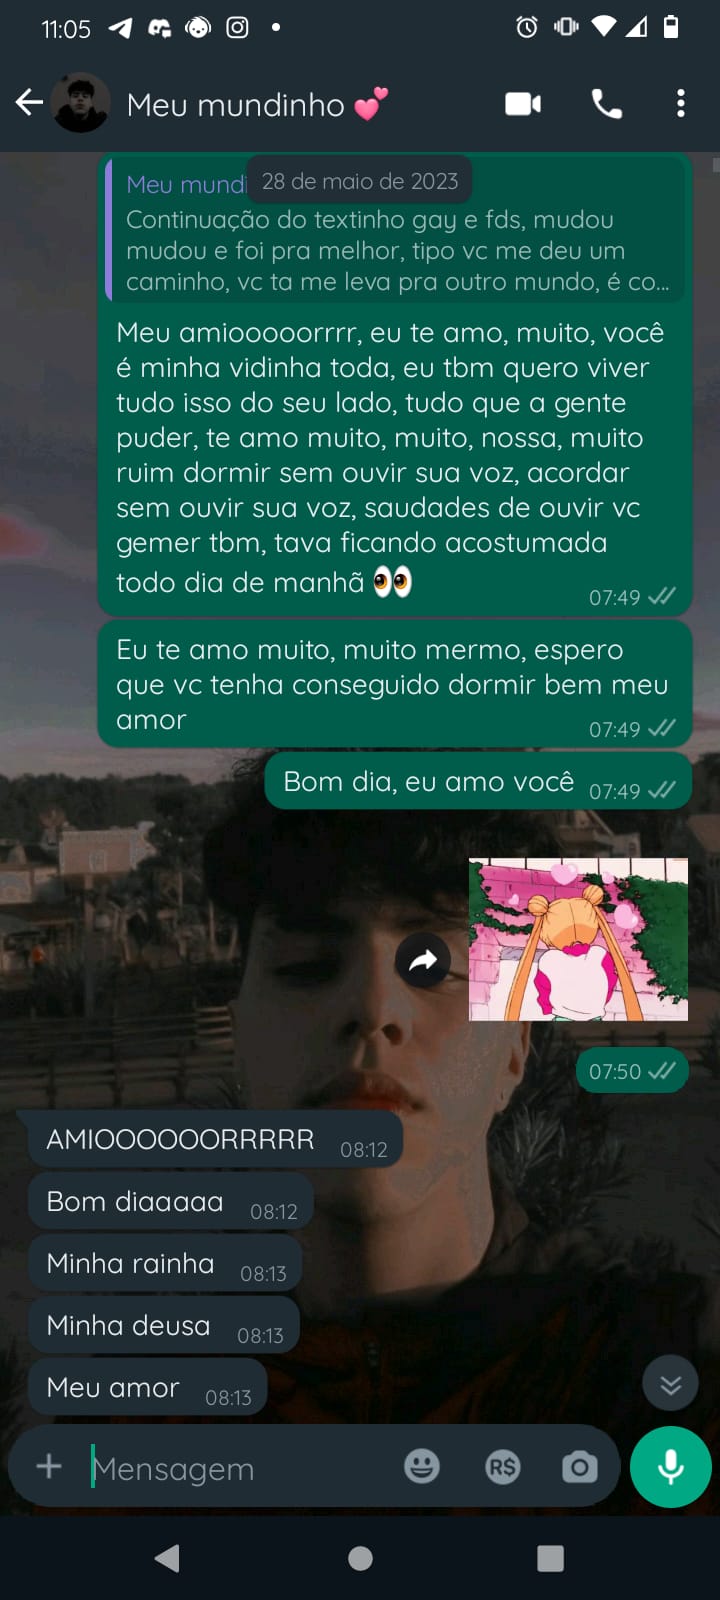 11:05
Meu mundinho 💕
28 de maio de 2023
Meu mundi
Continuação do textinho gay e fds, mudou
mudou e foi pra melhor, tipo vc me deu um
caminho, vc ta me leva pra outro mundo, é co...
Meu amiooooorrrr, eu te amo, muito, você
é minha vidinha toda, eu tbm quero viver
tudo isso do seu lado, tudo que a gente
puder, te amo muito, muito, nossa, muito
ruim dormir sem ouvir sua voz, acordar
sem ouvir sua voz, saudades de ouvir vc
gemer tbm, tava ficando acostumada
todo dia de manhã 👀
07:49
Eu te amo muito, muito mermo, espero
que vc tenha conseguido dormir bem meu
amor
07:49
Bom dia, eu amo você 07:49
07:50
AMIOOOOOORRRRR 08:12
Bom diaaaaa 08:12
Minha rainha 08:13
Minha deusa 08:13
Meu amor 08:13
Mensagem
R$